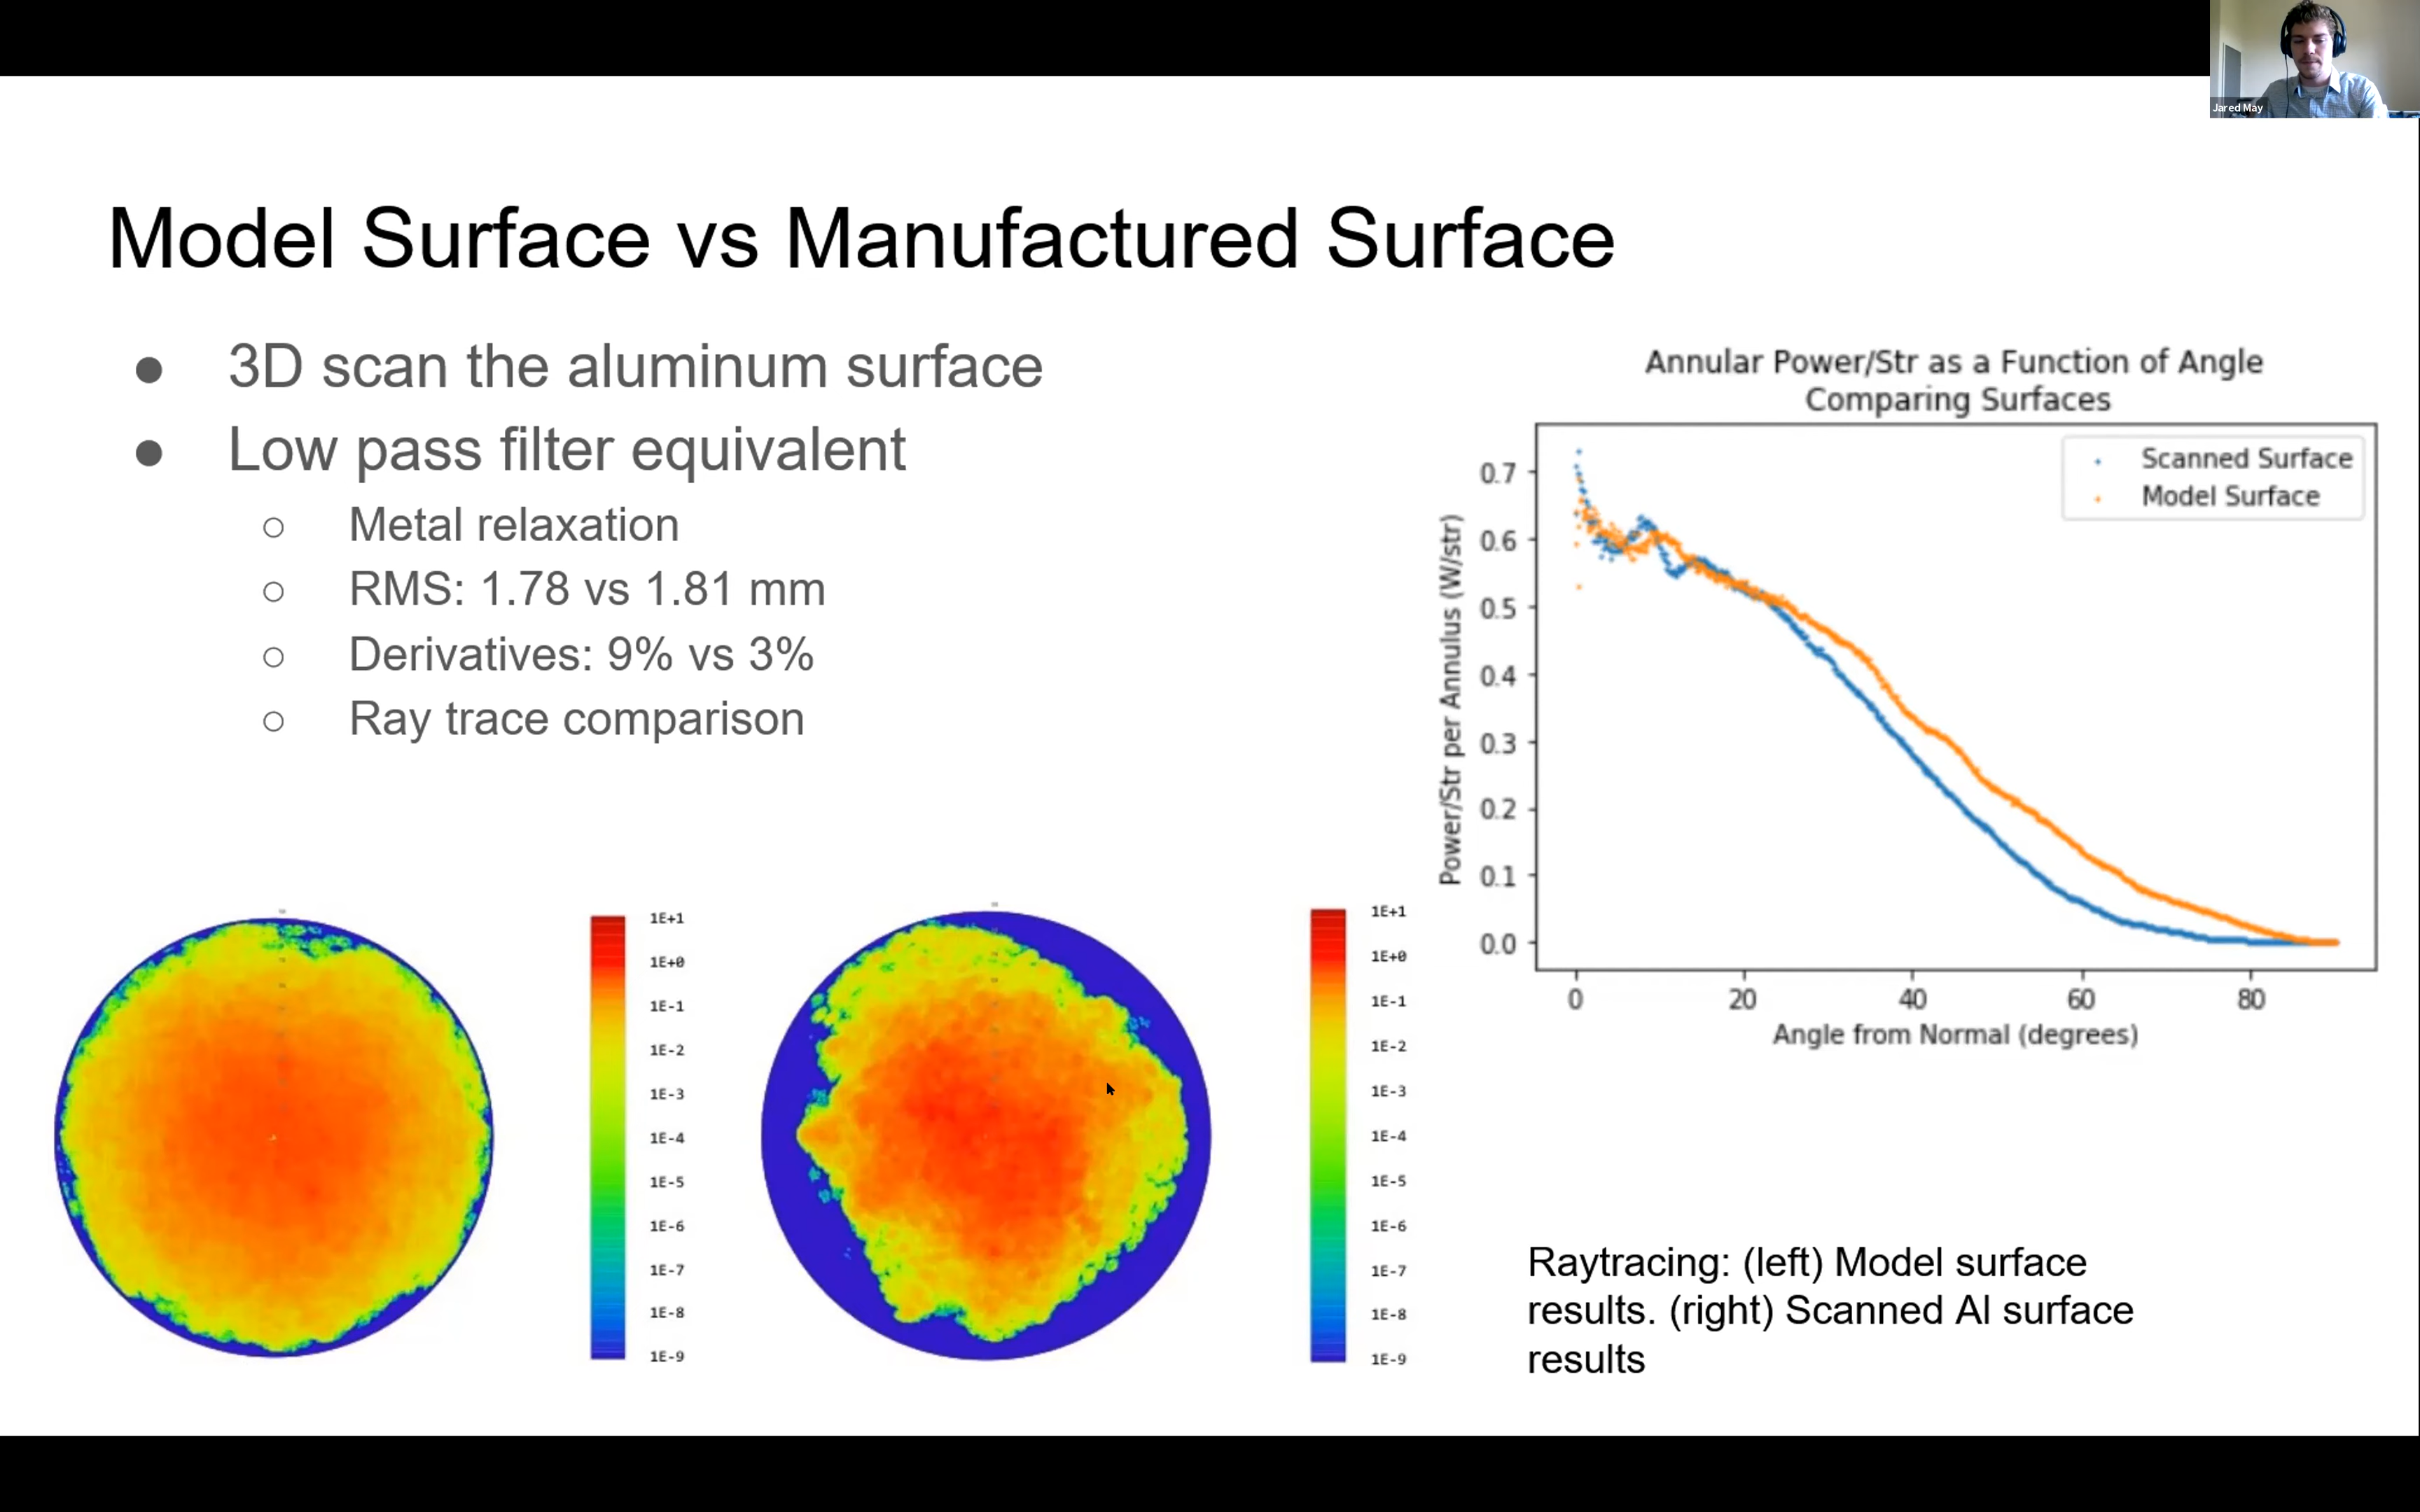 Jared May
Model Surface vs Manufactured Surface
● 3D scan the aluminum surface
● Low pass filter equivalent
○ Metal relaxation
○ RMS: 1.78 vs 1.81 mm
○ Derivatives: 9% vs 3%
○ Ray trace comparison
Annular Power/Str as a Function of Angle
Comparing Surfaces
Scanned Surface
Model Surface
Power/Str per Annulus (W/str)
0.7
0.6
0.5
0.4
0.3
0.2
0.1
0.0
0 20 40 60 80
Angle from Normal (degrees)
1E+1
1E+0
1E-1
1E-2
1E-3
1E-4
1E-5
1E-6
1E-7
1E-8
1E-9
1E+1
1E+0
1E-1
1E-2
1E-3
1E-4
1E-5
1E-6
1E-7
1E-8
1E-9
Raytracing: (left) Model surface
results. (right) Scanned Al surface
results